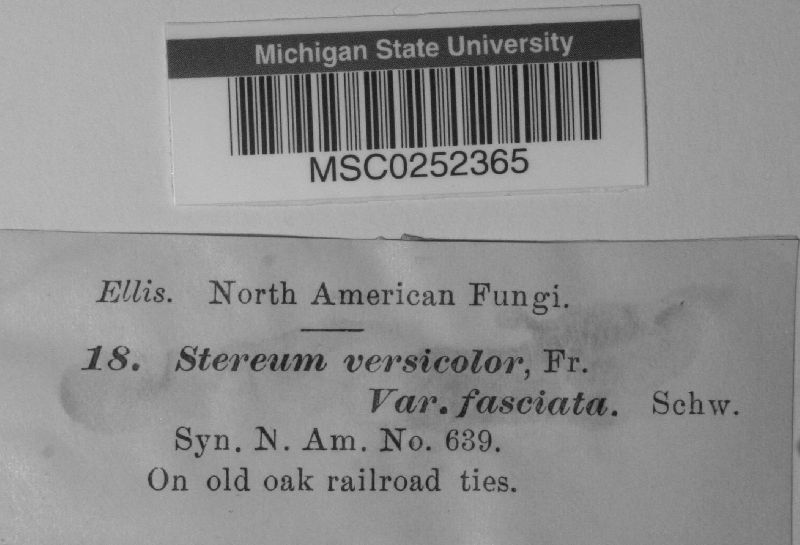 Michigan State University
MSC0252365
Ellis. North American Fungi.
18. Stereum versicolor, Fr.
Var. fasciata. Schw.
Syn. N. Am. No. 639.
On old oak railroad ties.